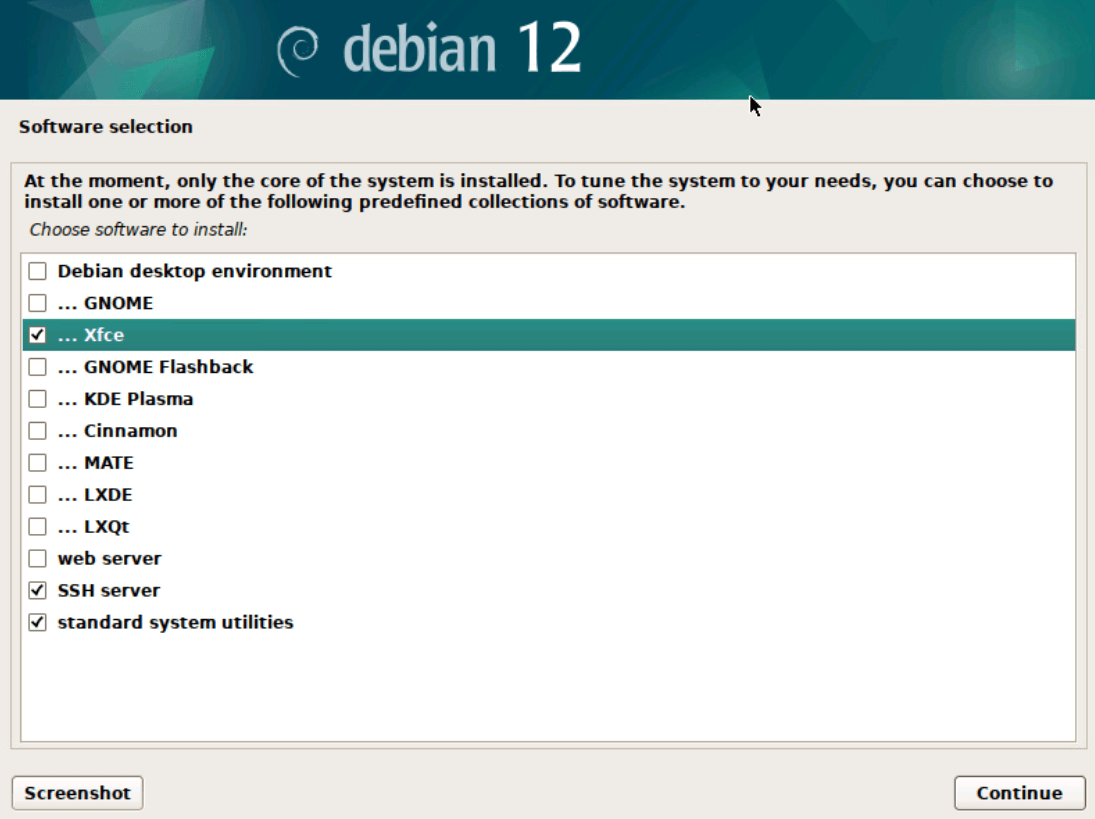 debian 12
Software selection
At the moment, only the core of the system is installed. To tune the system to your needs, you can choose to
install one or more of the following predefined collections of software.
Choose software to install:
Debian desktop environment
... GNOME
... Xfce
... GNOME Flashback
... KDE Plasma
... Cinnamon
... MATE
... LXDE
... LXQt
web server
SSH server
standard system utilities
Screenshot
Continue